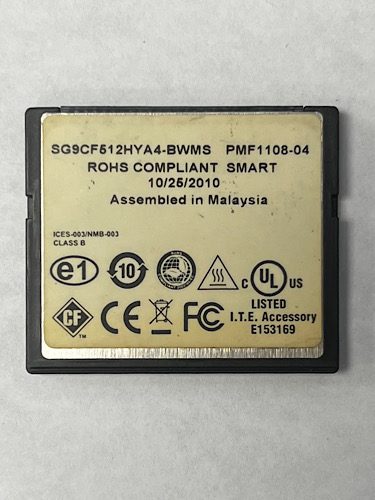 SG9CF512HYA4-BWMS PMF1108-04
ROHS COMPLIANT SMART
10/25/2010
Assembled in Malaysia
ICES-003/NMB-003
CLASS B
e1 10 c UL US
LISTED
CF TM CE FC I.T.E. Accessory
E153169